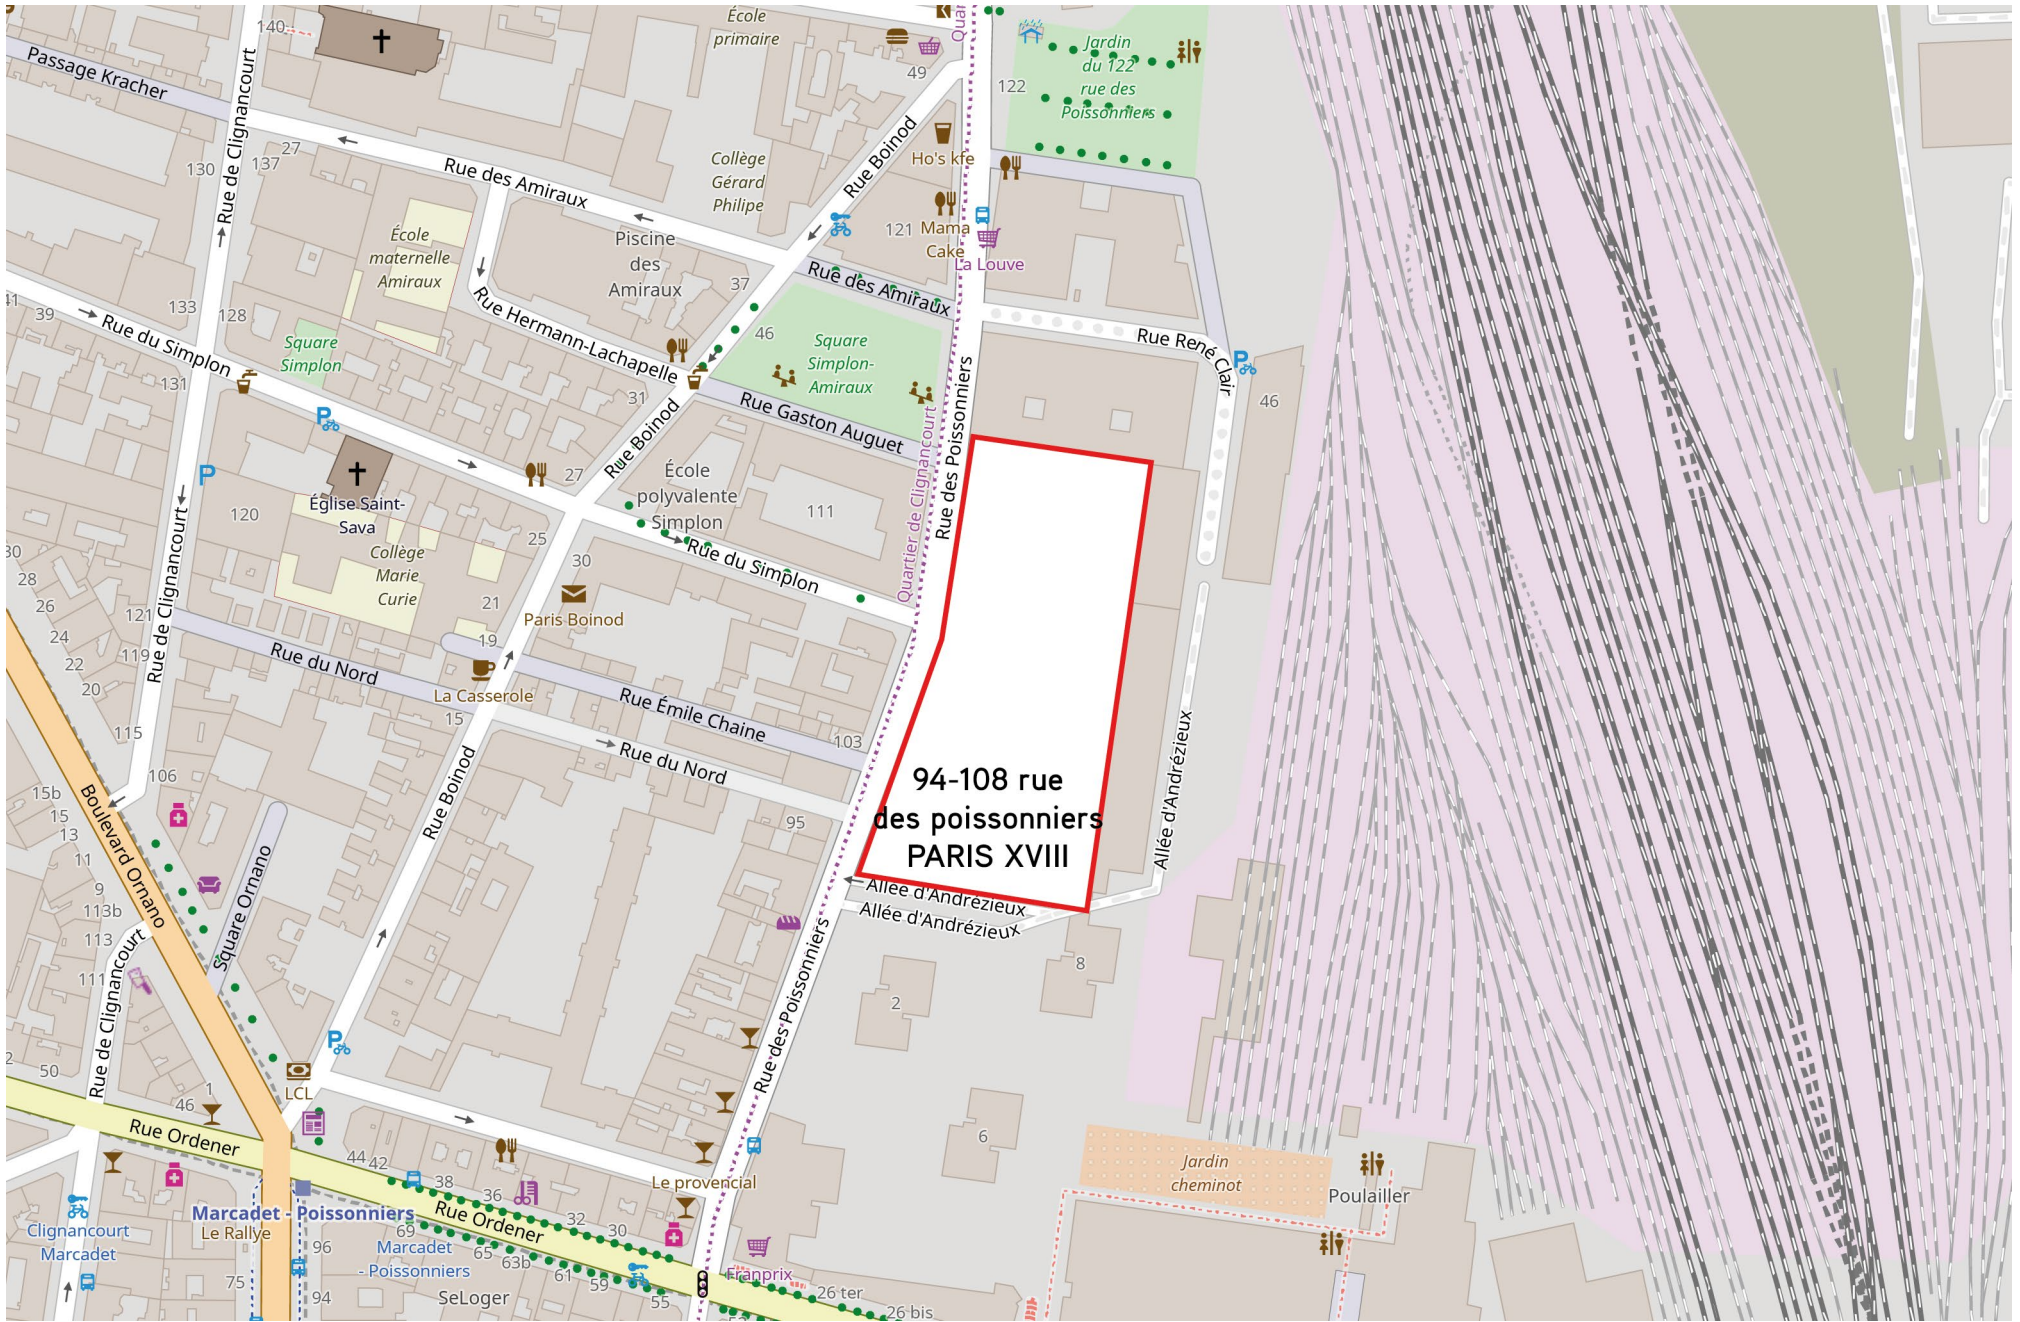 140
École
primaire
Quar
49
122
Jardin
du 122
rue des
Poissonniers
Passage Kracher
Rue de Clignancourt
27
137
130
Rue des Amiraux
Collège
Gérard
Philipe
Rue Boinod
Ho's kfe
Mama
Cake
121
La Louve
École
maternelle
Amiraux
Piscine
des
Amiraux
37
Rue des Amiraux
Rue Hermann-Lachapelle
46
Square
Simplon-
Amiraux
Rue René Clair
46
41
39
Rue du Simplon
133
128
131
Square
Simplon
31
Rue Boinod
Rue Gaston Auguet
Quartier de Clignancourt
Rue des Poissonniers
P
P
P
27
École
polyvalente
Simplon
111
Église Saint-
Sava
120
Collège
Marie
Curie
25
30
Rue du Simplon
21
Paris Boinod
30
28
26
24
22
20
121
119
Rue de Clignancourt
Rue du Nord
19
La Casserole
Rue Émile Chaine
15
103
Rue du Nord
115
106
15b
15
13
11
9
113b
113
111
Boulevard Ornano
Square Ornano
Rue Boinod
95
94-108 rue
des poissonniers
PARIS XVIII
Allée d'Andrézieux
Allée d'Andrézieux
Allée d'Andrézieux
Rue des Poissonniers
2
8
6
Rue de Clignancourt
P
LCL
2
50
46
1
Rue Ordener
44
42
38
36
32
30
Le provencial
Jardin
cheminot
Poulailler
Marcadet - Poissonniers
Le Rallye
Clignancourt
Marcadet
Marcadet
- Poissonniers
Rue Ordener
69
65
63b
61
59
55
96
94
75
SeLoger
Franprix
26 ter
26 bis